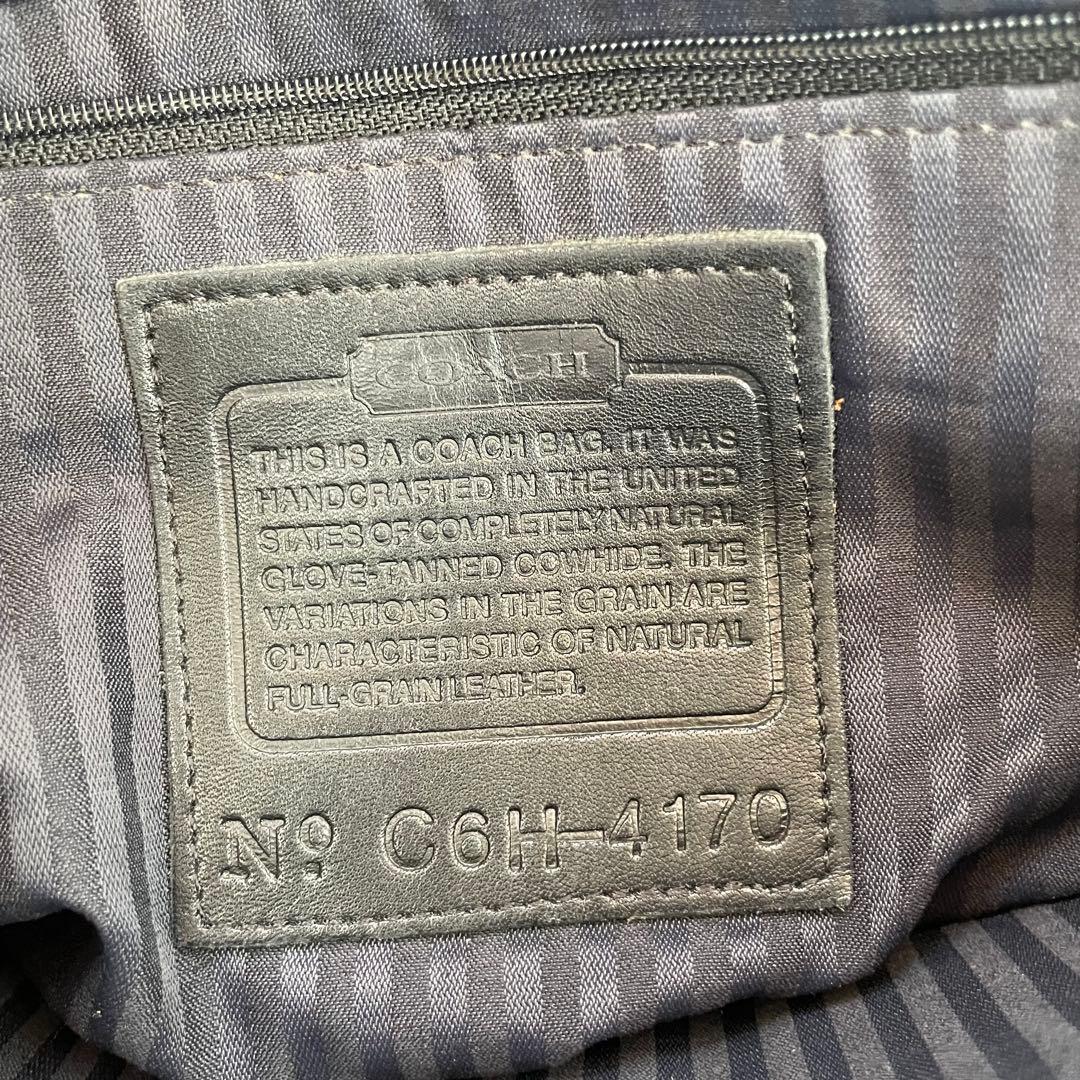 COACH
THIS IS A COACH BAG. IT WAS
HANDCRAFTED IN THE UNITED
STATES OF COMPLETELY NATURAL
GLOVE-TANNED COWHIDE. THE
VARIATIONS IN THE GRAIN ARE
CHARACTERISTIC OF NATURAL
FULL-GRAIN LEATHER.
Nº C6H-4170